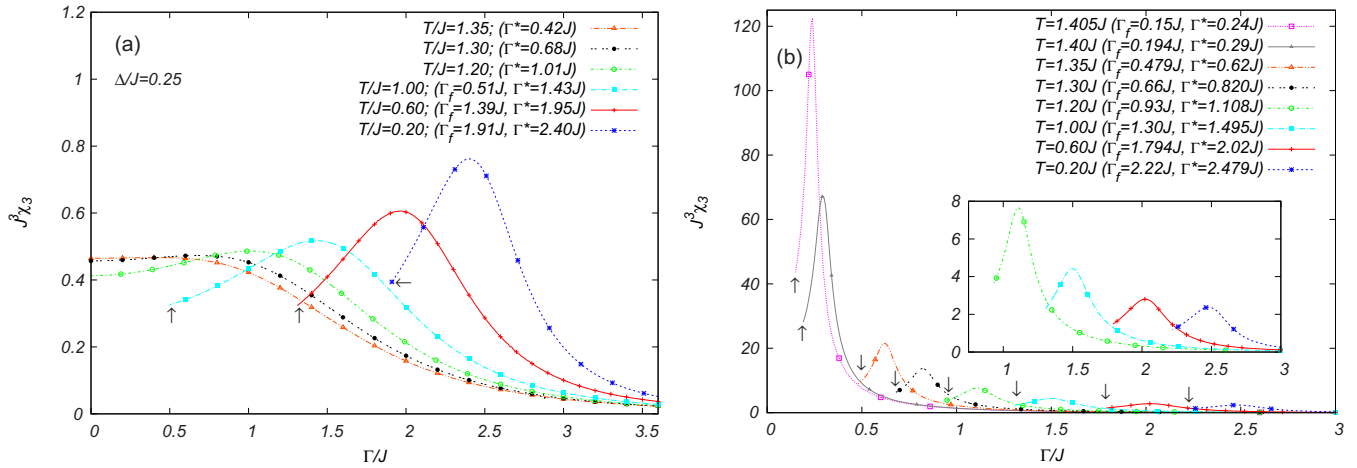 (a)
Δ/J=0.25
T/J=1.35; (Γ*=0.42J)
T/J=1.30; (Γ*=0.68J)
T/J=1.20; (Γ*=1.01J)
T/J=1.00; (Γf=0.51J, Γ*=1.43J)
T/J=0.60; (Γf=1.39J, Γ*=1.95J)
T/J=0.20; (Γf=1.91J, Γ*=2.40J)
J³χ₃
1.2
1
0.8
0.6
0.4
0.2
0
0 0.5 1 1.5 2 2.5 3 3.5
Γ/J
(b)
T=1.405J (Γf=0.15J, Γ*=0.24J)
T=1.40J (Γf=0.194J, Γ*=0.29J)
T=1.35J (Γf=0.479J, Γ*=0.62J)
T=1.30J (Γf=0.66J, Γ*=0.820J)
T=1.20J (Γf=0.93J, Γ*=1.108J)
T=1.00J (Γf=1.30J, Γ*=1.495J)
T=0.60J (Γf=1.794J, Γ*=2.02J)
T=0.20J (Γf=2.22J, Γ*=2.479J)
J³χ₃
120
100
80
60
40
20
0
0 0.5 1 1.5 2 2.5 3
Γ/J
8
6
4
2
0
1 1.5 2 2.5 3